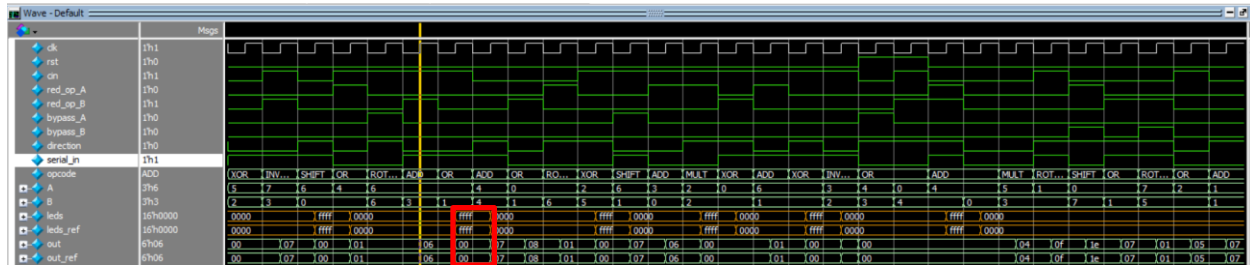 Wave - Default
Msgs
clk 1'h1
rst 1'h0
cin 1'h1
red_op_A 1'h0
red_op_B 1'h1
bypass_A 1'h0
bypass_B 1'h0
direction 1'h0
serial_in 1'h1
opcode ADD XOR INV... SHIFT OR ROT... ADD OR ADD OR RO... XOR SHIFT ADD MULT XOR ADD XOR INV... OR ADD MULT ROT... SHIFT OR ROT... OR ADD
A 3'h6 5 7 6 4 6 4 0 2 6 3 2 0 6 3 4 0 4 5 1 0 7 2 1
B 3'h3 2 3 0 6 3 1 4 1 6 5 1 0 2 1 2 3 4 0 3 7 1 5 1
leds 16'h0000 0000 ffff 0000 ffff 0000 ffff 0000 ffff 0000 ffff 0000 ffff 0000
leds_ref 16'h0000 0000 ffff 0000 ffff 0000 ffff 0000 ffff 0000 ffff 0000 ffff 0000
out 6'h06 00 07 00 01 06 00 07 08 01 00 07 06 00 01 00 00 04 0f 1e 07 01 05 07
out_ref 6'h06 00 07 00 01 06 00 07 08 01 00 07 06 00 01 00 00 04 0f 1e 07 01 05 07